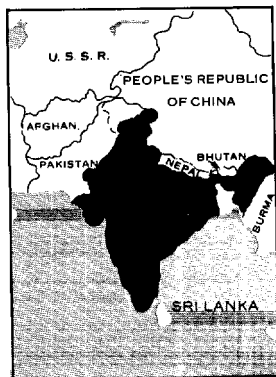 U. S. S. R.
PEOPLE'S REPUBLIC
OF CHINA
AFGHAN.
PAKISTAN
NEPAL
BHUTAN
BURMA
SRI LANKA